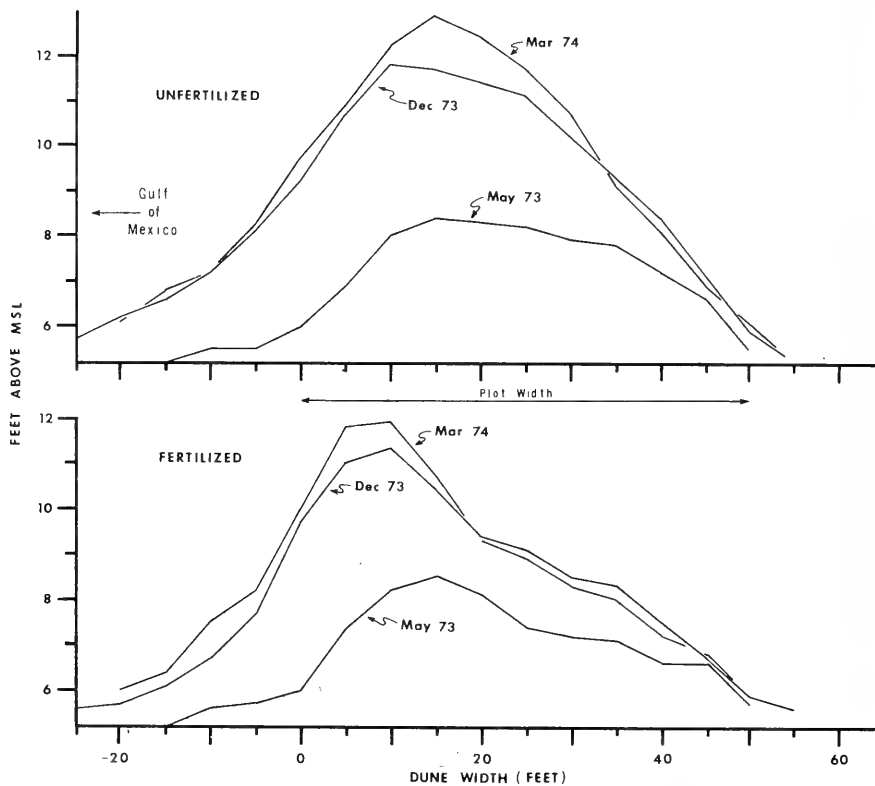 12
10
8
6
UNFERTILIZED
Mar 74
Dec 73
May 73
Gulf
of
Mexico
FEET ABOVE MSL
Plot Width
12
10
8
6
FERTILIZED
Mar 74
Dec 73
May 73
-20 0 20 40 60
DUNE WIDTH (FEET)